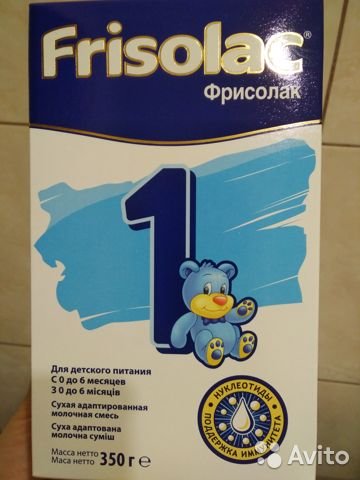 Frisolac®
Фрисолак
1
Для детского питания
С 0 до 6 месяцев
З 0 до 6 місяців
Сухая адаптированная
молочная смесь
Суха адаптована
молочна суміш
Масса нетто
Маса нетто 350 г ℮
НУКЛЕОТИДЫ
ПОДДЕРЖКА ИММУНИТЕТА
Avito